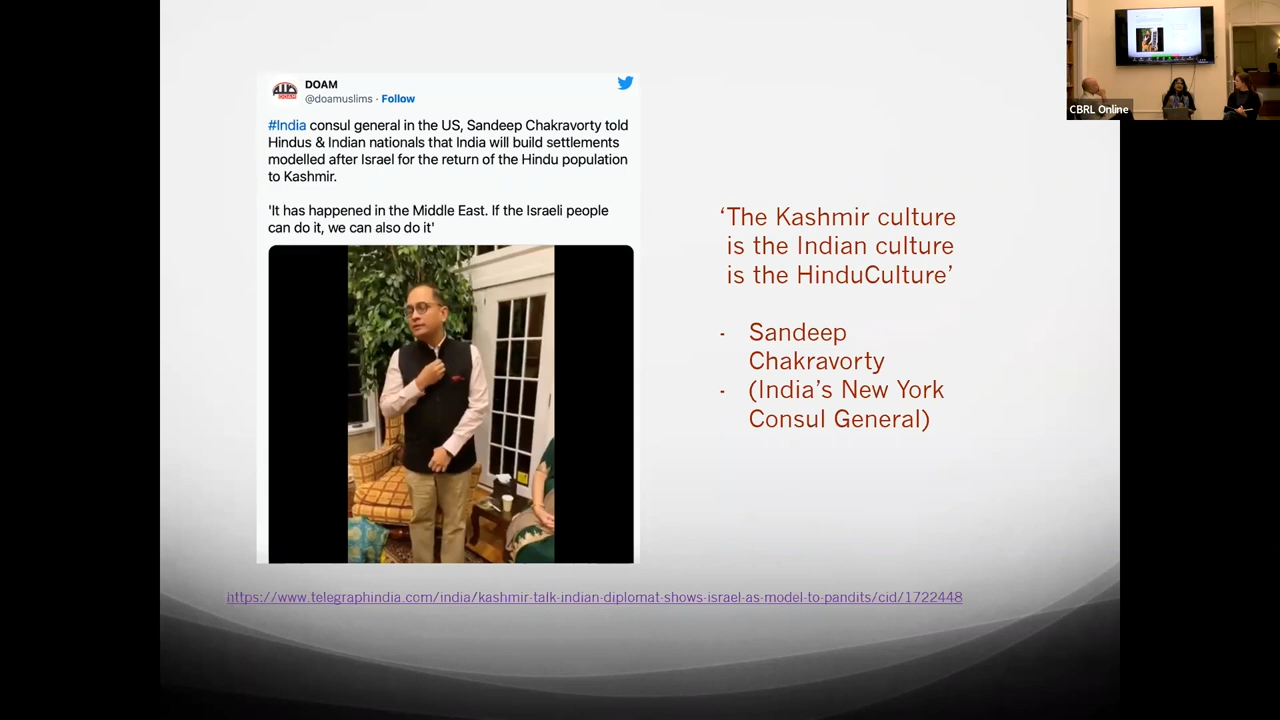 DOAM
@doamuslims · Follow
#India consul general in the US, Sandeep Chakravorty told
Hindus & Indian nationals that India will build settlements
modelled after Israel for the return of the Hindu population
to Kashmir.
'It has happened in the Middle East. If the Israeli people
can do it, we can also do it'
‘The Kashmir culture
is the Indian culture
is the HinduCulture’
- Sandeep
Chakravorty
- (India’s New York
Consul General)
https://www.telegraphindia.com/india/kashmir-talk-indian-diplomat-shows-israel-as-model-to-pandits/cid/1722448
CBRL Online